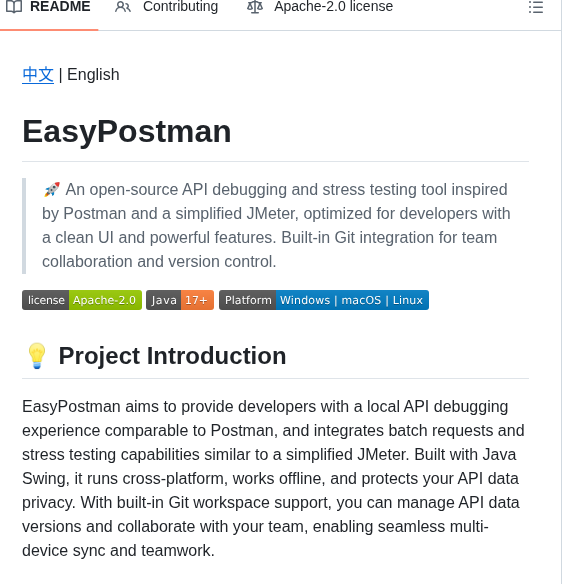 README Contributing Apache-2.0 license
中文 | English
EasyPostman
🚀 An open-source API debugging and stress testing tool inspired
by Postman and a simplified JMeter, optimized for developers with
a clean UI and powerful features. Built-in Git integration for team
collaboration and version control.
license Apache-2.0 Java 17+ Platform Windows | macOS | Linux
💡 Project Introduction
EasyPostman aims to provide developers with a local API debugging
experience comparable to Postman, and integrates batch requests and
stress testing capabilities similar to a simplified JMeter. Built with Java
Swing, it runs cross-platform, works offline, and protects your API data
privacy. With built-in Git workspace support, you can manage API data
versions and collaborate with your team, enabling seamless multi-
device sync and teamwork.